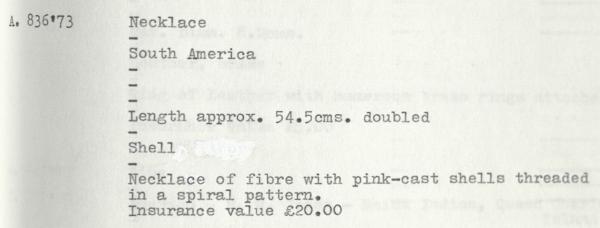 A. 836'73
Necklace
-
South America
-
-
-
Length approx. 54.5cms. doubled
-
Shell
-
Necklace of fibre with pink-cast shells threaded
in a spiral pattern.
Insurance value £20.00